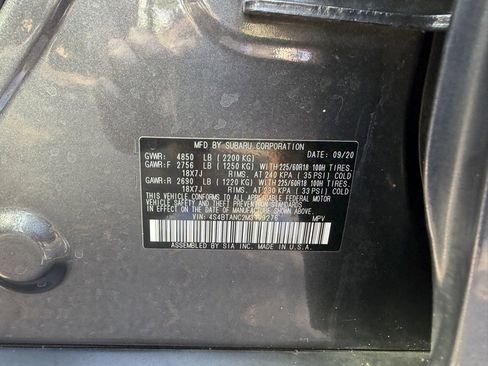 MFD BY SUBARU CORPORATION
GVWR: 4850 LB (2200 KG) DATE: 09/20
GAWR:F 2756 LB (1250 KG) WITH 225/60R18 100H TIRES.
18X7J RIMS, AT 240 KPA ( 35 PSI) COLD
GAWR:R 2690 LB (1220 KG) WITH 225/60R18 100H TIRES.
18X7J RIMS, AT 230 KPA ( 33 PSI) COLD
THIS VEHICLE CONFORMS TO ALL APPLICABLE FEDERAL MOTOR
VEHICLE SAFETY STANDARDS IN EFFECT ON THE DATE OF
MANUFACTURE SHOWN ABOVE.
VIN: MPV
ASSEMBLED BY SIA INC. MADE IN U.S.A.